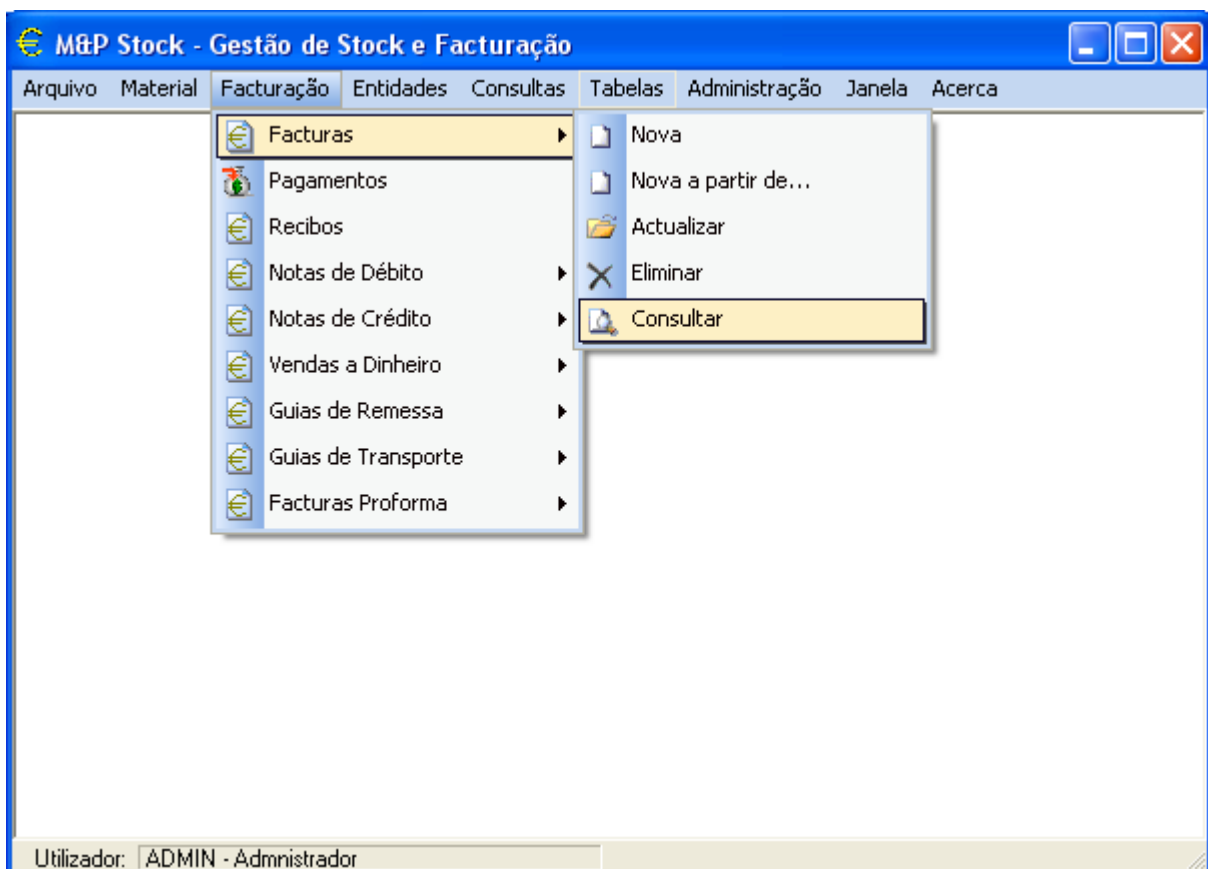 M&P Stock - Gestão de Stock e Facturação
Arquivo Material Facturação Entidades Consultas Tabelas Administração Janela Acerca
Facturas
Pagamentos
Recibos
Notas de Débito
Notas de Crédito
Vendas a Dinheiro
Guias de Remessa
Guias de Transporte
Facturas Proforma
Nova
Nova a partir de...
Actualizar
Eliminar
Consultar
Utilizador: ADMIN - Admnistrador